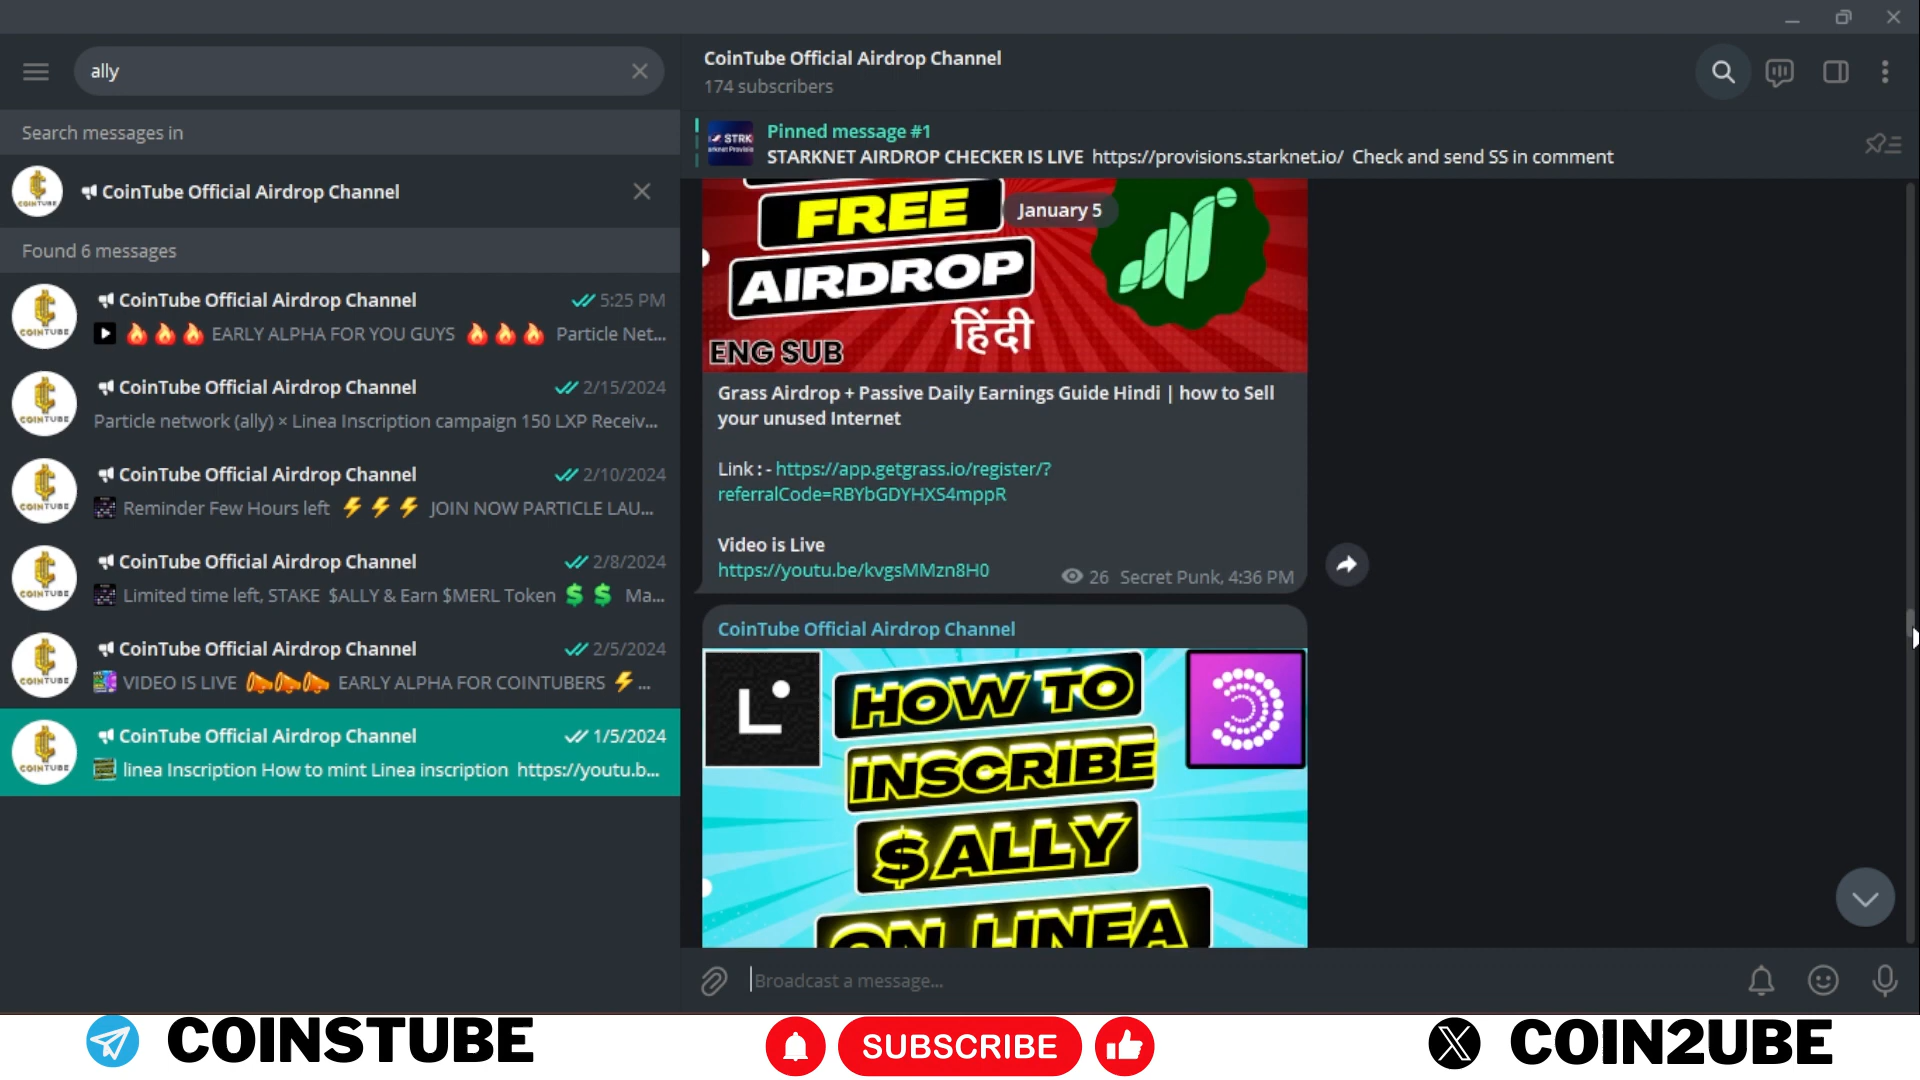 ally
Search messages in
CoinTube Official Airdrop Channel
Found 6 messages
CoinTube Official Airdrop Channel 5:25 PM
🔥🔥🔥 EARLY ALPHA FOR YOU GUYS 🔥🔥🔥 Particle Net...
CoinTube Official Airdrop Channel 2/15/2024
Particle network (ally) × Linea Inscription campaign 150 LXP Receiv...
CoinTube Official Airdrop Channel 2/10/2024
Reminder Few Hours left ⚡⚡⚡ JOIN NOW PARTICLE LAU...
CoinTube Official Airdrop Channel 2/8/2024
Limited time left, STAKE $ALLY & Earn $MERL Token 💲💲 Ma...
CoinTube Official Airdrop Channel 2/5/2024
VIDEO IS LIVE 📣📣📣 EARLY ALPHA FOR COINTUBERS ⚡...
CoinTube Official Airdrop Channel 1/5/2024
linea Inscription How to mint Linea inscription https://youtu.b...
CoinTube Official Airdrop Channel
174 subscribers
Pinned message #1
STARKNET AIRDROP CHECKER IS LIVE https://provisions.starknet.io/ Check and send SS in comment
January 5
FREE
AIRDROP
हिंदी
ENG SUB
Grass Airdrop + Passive Daily Earnings Guide Hindi | how to Sell
your unused Internet
Link : - https://app.getgrass.io/register/?
referralCode=RBYbGDYHXS4mppR
Video is Live
https://youtu.be/kvgsMMzn8H0
26 Secret Punk, 4:36 PM
CoinTube Official Airdrop Channel
HOW TO
INSCRIBE
$ALLY
ON LINEA
Broadcast a message...
COINSTUBE
SUBSCRIBE
COIN2UBE